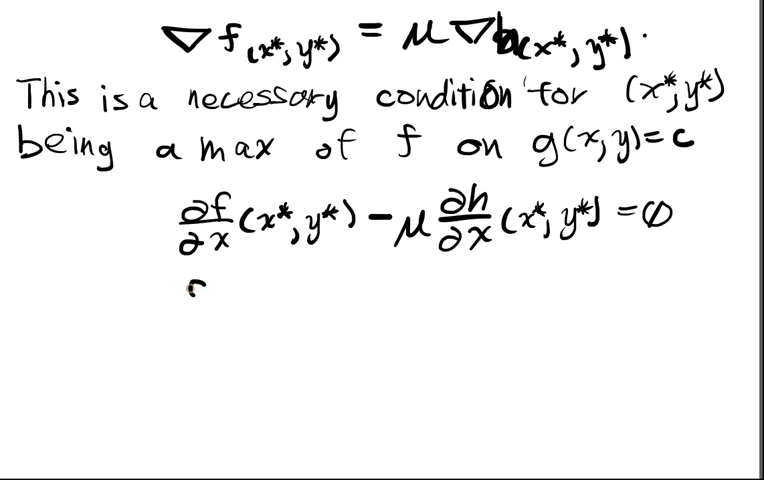 ∇f(x*,y*) = μ∇h(x*,y*).
This is a necessary condition for (x*,y*)
being a max of f on g(x,y)=c
∂f/∂x (x*,y*) − μ ∂h/∂x (x*,y*) = 0